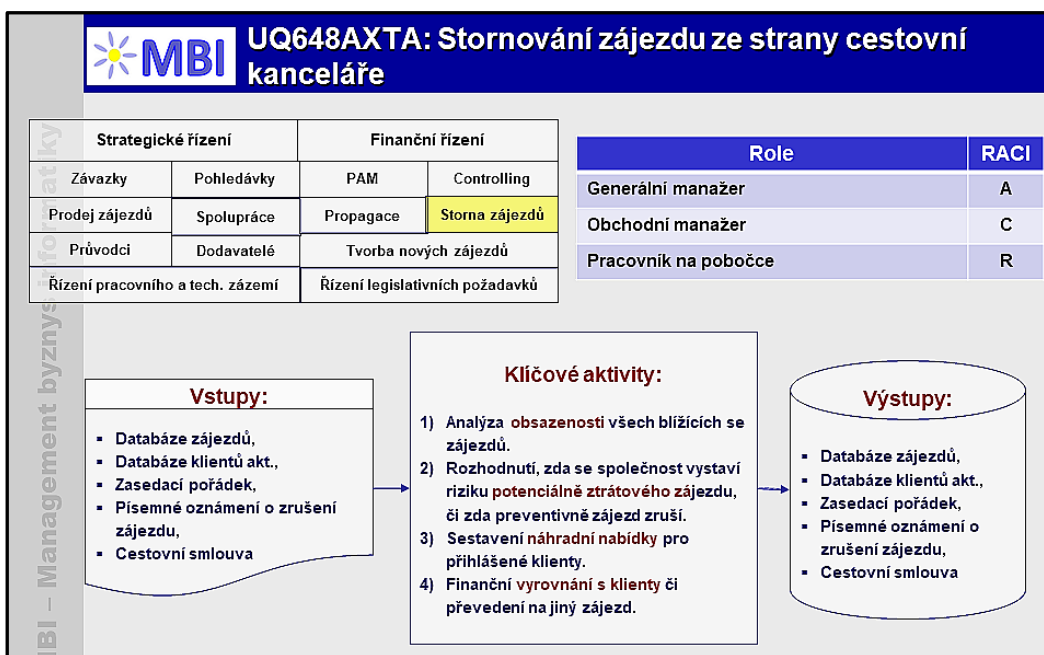 MBI
UQ648AXTA: Stornování zájezdu ze strany cestovní
kanceláře
Strategické řízení
Finanční řízení
Závazky
Pohledávky
PAM
Controlling
Prodej zájezdů
Spolupráce
Propagace
Storna zájezdů
Průvodci
Dodavatelé
Tvorba nových zájezdů
Řízení pracovního a tech. zázemí
Řízení legislativních požadavků
Role
RACI
Generální manažer
A
Obchodní manažer
C
Pracovník na pobočce
R
Vstupy:
▪ Databáze zájezdů,
▪ Databáze klientů akt.,
▪ Zasedací pořádek,
▪ Písemné oznámení o zrušení
zájezdu,
▪ Cestovní smlouva
Klíčové aktivity:
1) Analýza obsazenosti všech blížících se
zájezdů.
2) Rozhodnutí, zda se společnost vystaví
riziku potenciálně ztrátového zájezdu,
či zda preventivně zájezd zruší.
3) Sestavení náhradní nabídky pro
přihlášené klienty.
4) Finanční vyrovnání s klienty či
převedení na jiný zájezd.
Výstupy:
▪ Databáze zájezdů,
▪ Databáze klientů akt.,
▪ Zasedací pořádek,
▪ Písemné oznámení o
zrušení zájezdu,
▪ Cestovní smlouva
MBI – Management byznys informatiky